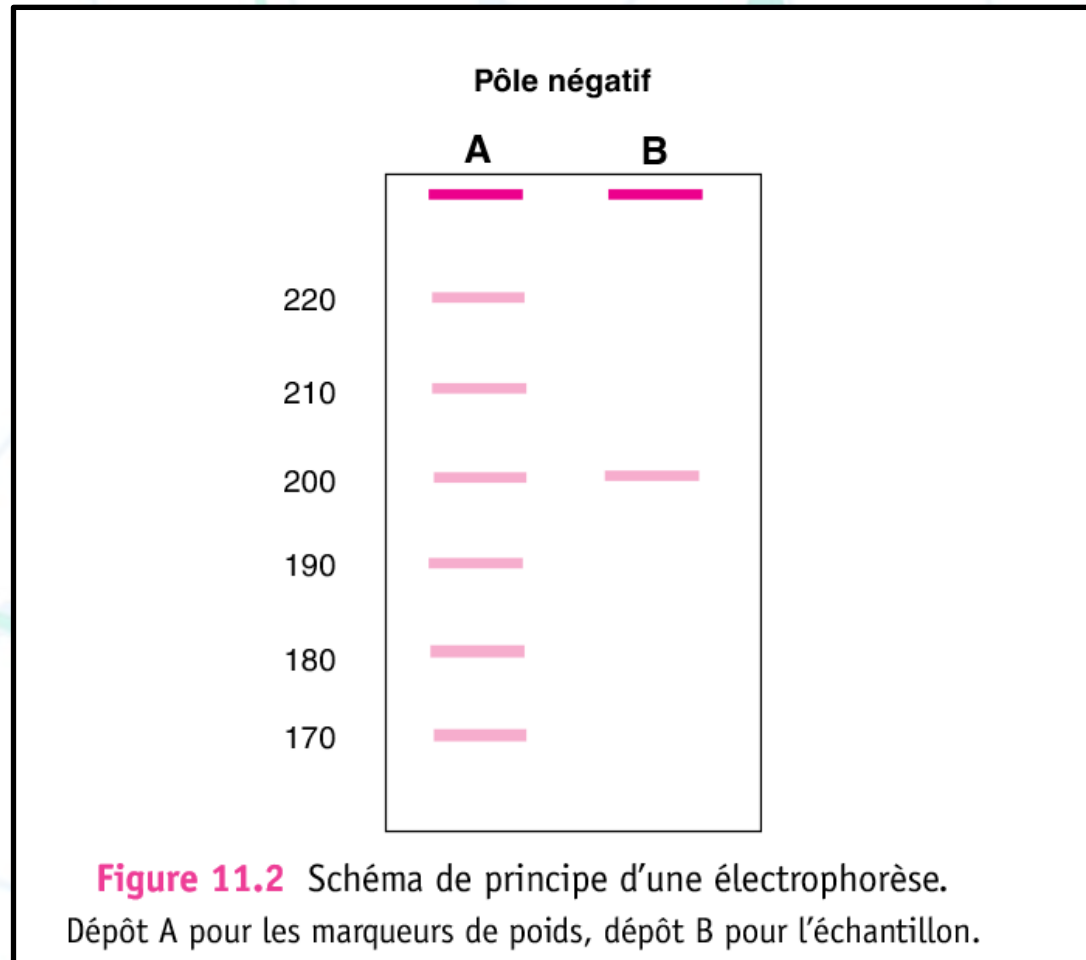 Pôle négatif
A B
220
210
200
190
180
170
Figure 11.2 Schéma de principe d'une électrophorèse.
Dépôt A pour les marqueurs de poids, dépôt B pour l'échantillon.